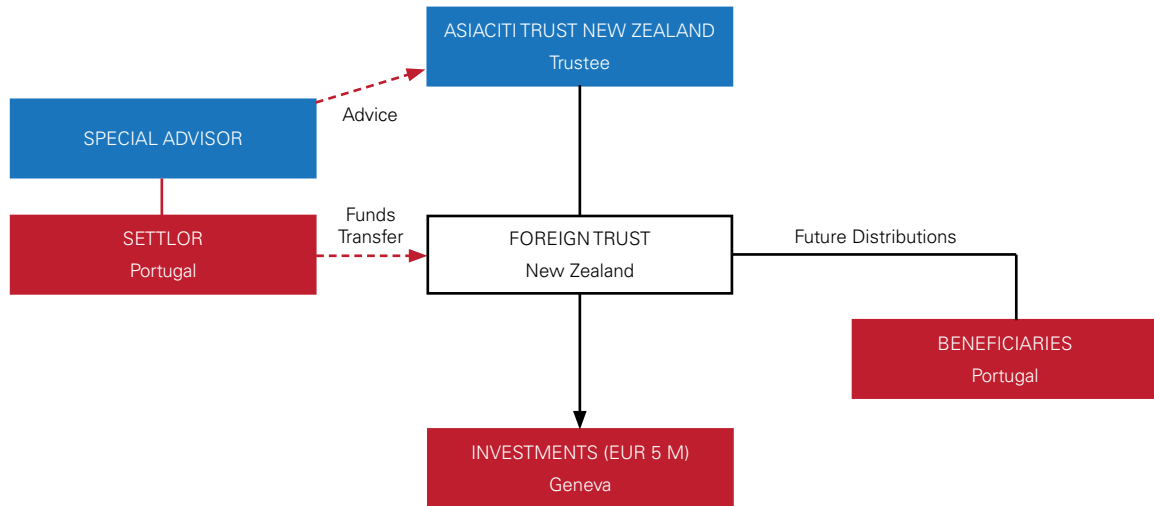 ASIACITI TRUST NEW ZEALAND
Trustee
Advice
SPECIAL ADVISOR
SETTLOR
Portugal
Funds
Transfer
FOREIGN TRUST
New Zealand
Future Distributions
BENEFICIARIES
Portugal
INVESTMENTS (EUR 5 M)
Geneva